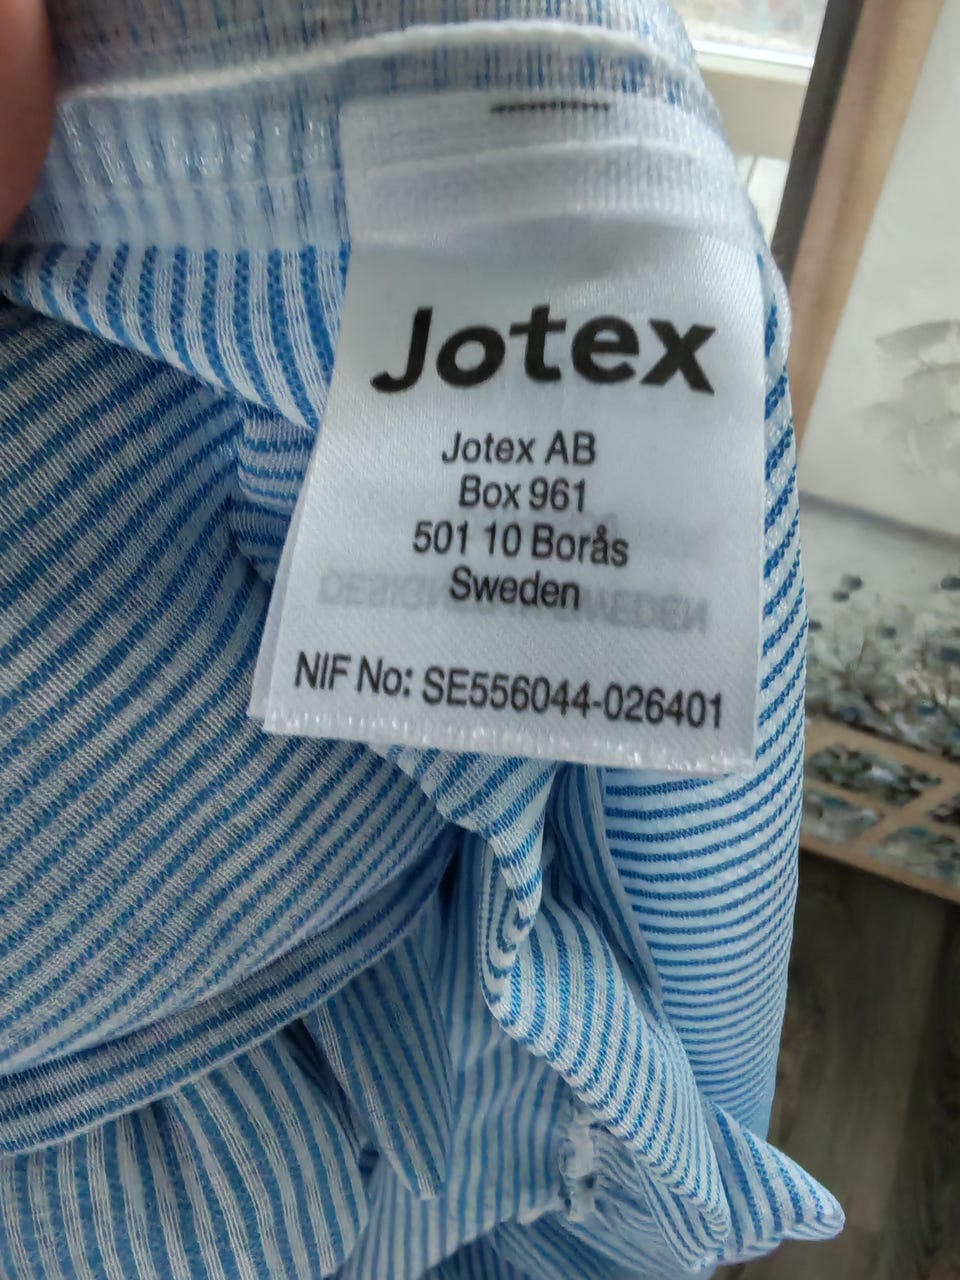 Jotex
Jotex AB
Box 961
501 10 Borås
Sweden
NIF No: SE556044-026401